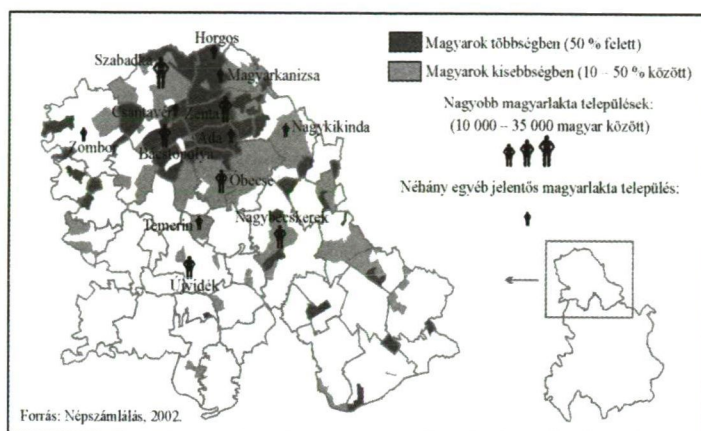 Horgos
Szabadka
Magyarkanizsa
Csantavér
Zenta
Zombor
Ada
Nagykikinda
Bácstopolya
Óbecse
Temerin
Nagybecskerek
Újvidék
Magyarok többségben (50 % felett)
Magyarok kisebbségben (10 – 50 % között)
Nagyobb magyarlakta települések:
(10 000 – 35 000 magyar között)
Néhány egyéb jelentős magyarlakta település:
Forrás: Népszámlálás, 2002.